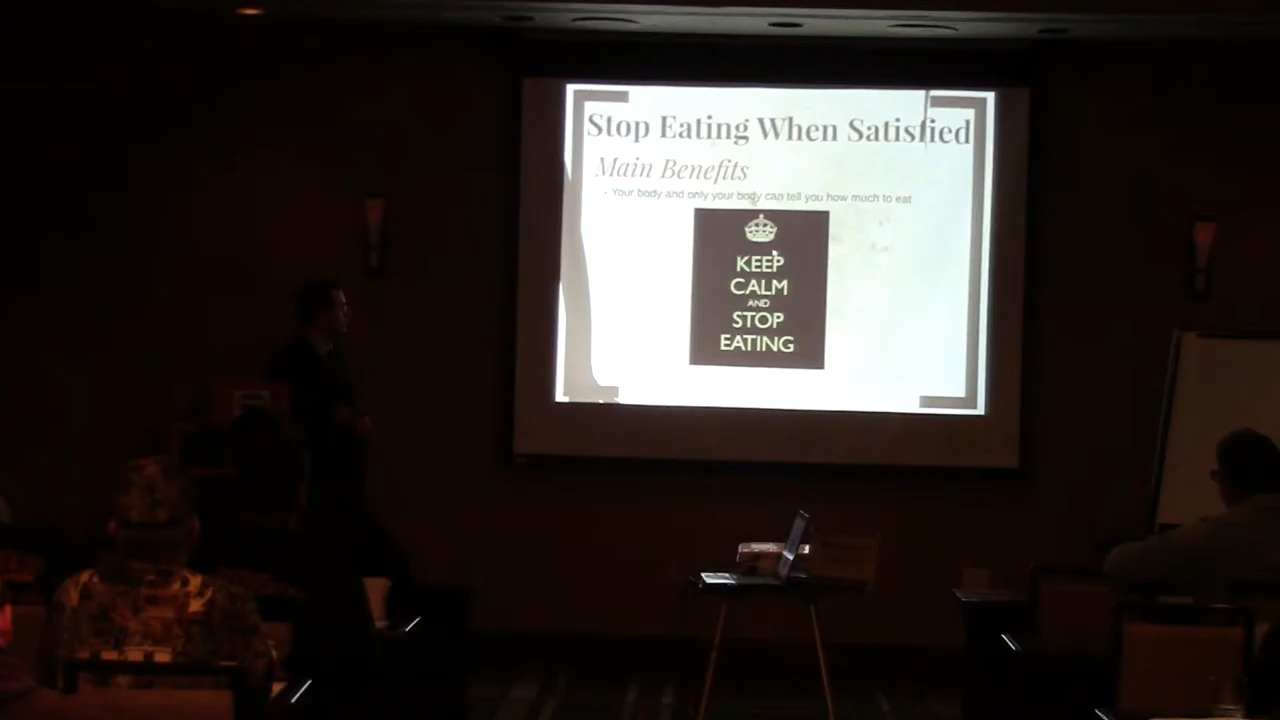 Stop Eating When Satisfied
Main Benefits
- Your body and only your body can tell you how much to eat
KEEP
CALM
AND
STOP
EATING